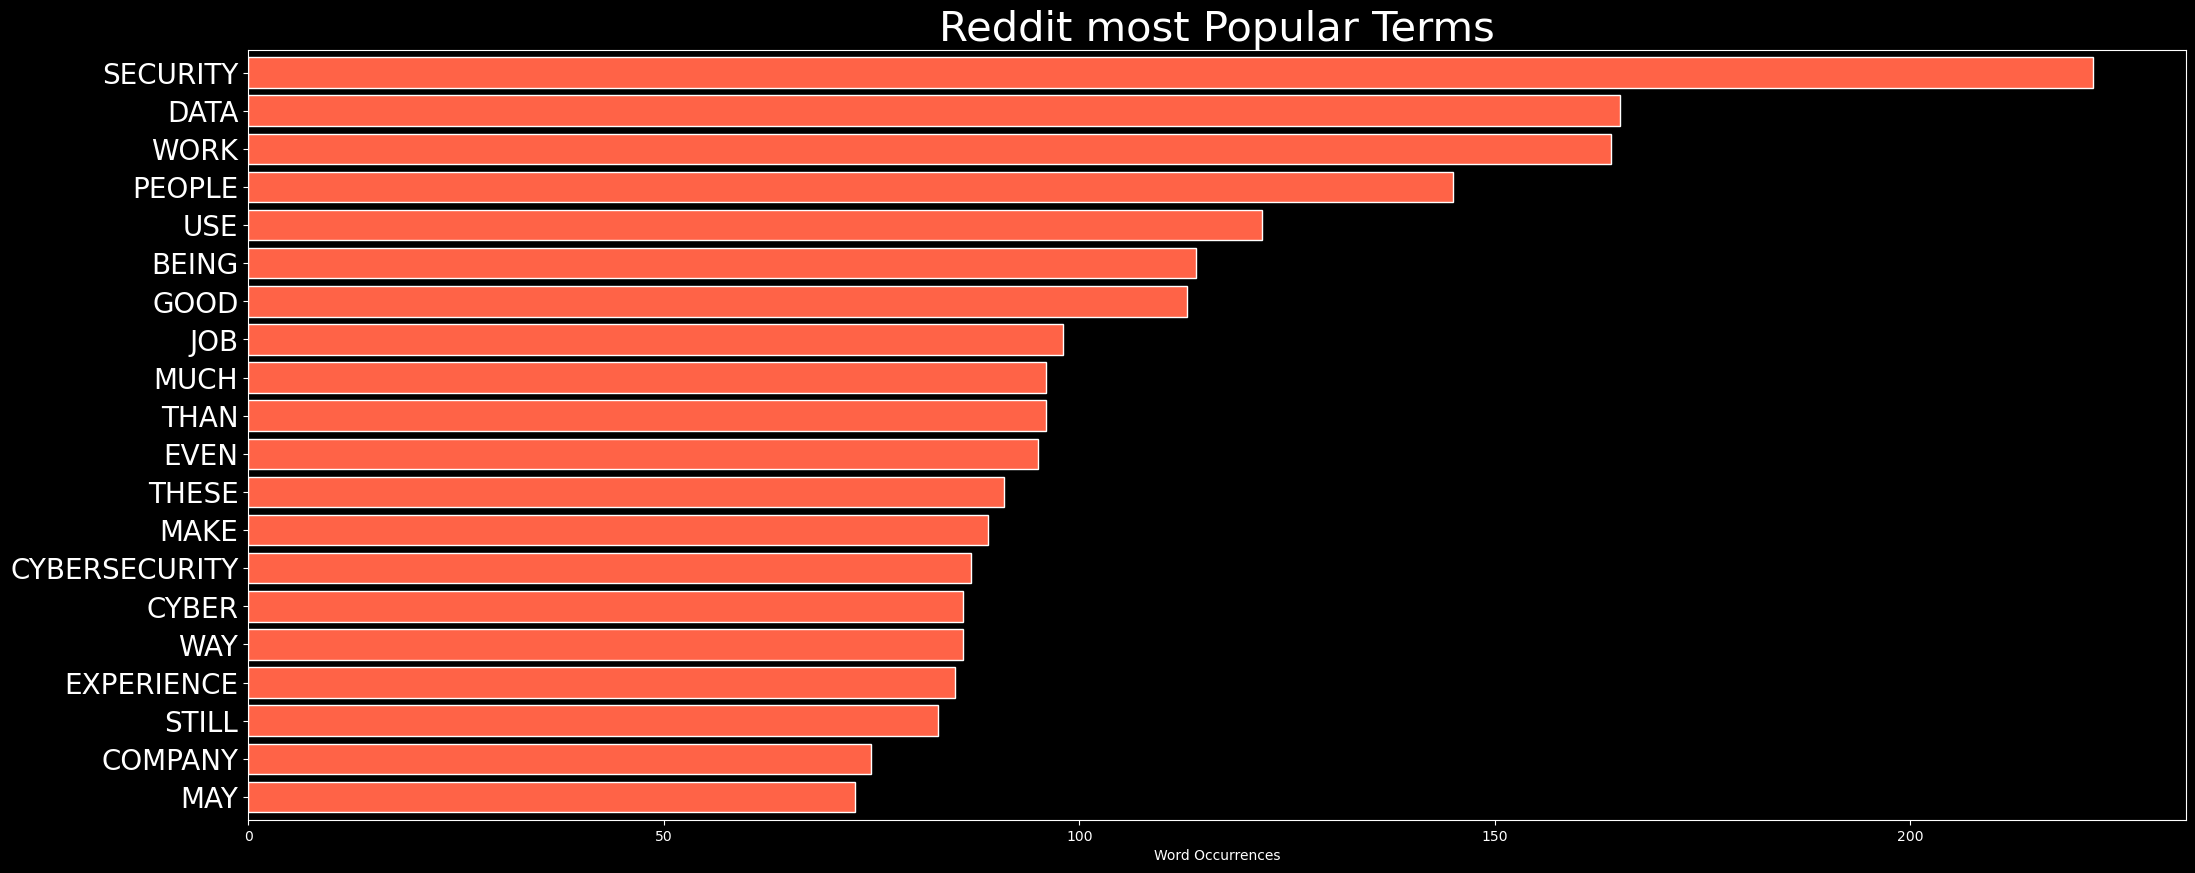 Reddit most Popular Terms
SECURITY
DATA
WORK
PEOPLE
USE
BEING
GOOD
JOB
MUCH
THAN
EVEN
THESE
MAKE
CYBERSECURITY
CYBER
WAY
EXPERIENCE
STILL
COMPANY
MAY
0 50 100 150 200
Word Occurrences